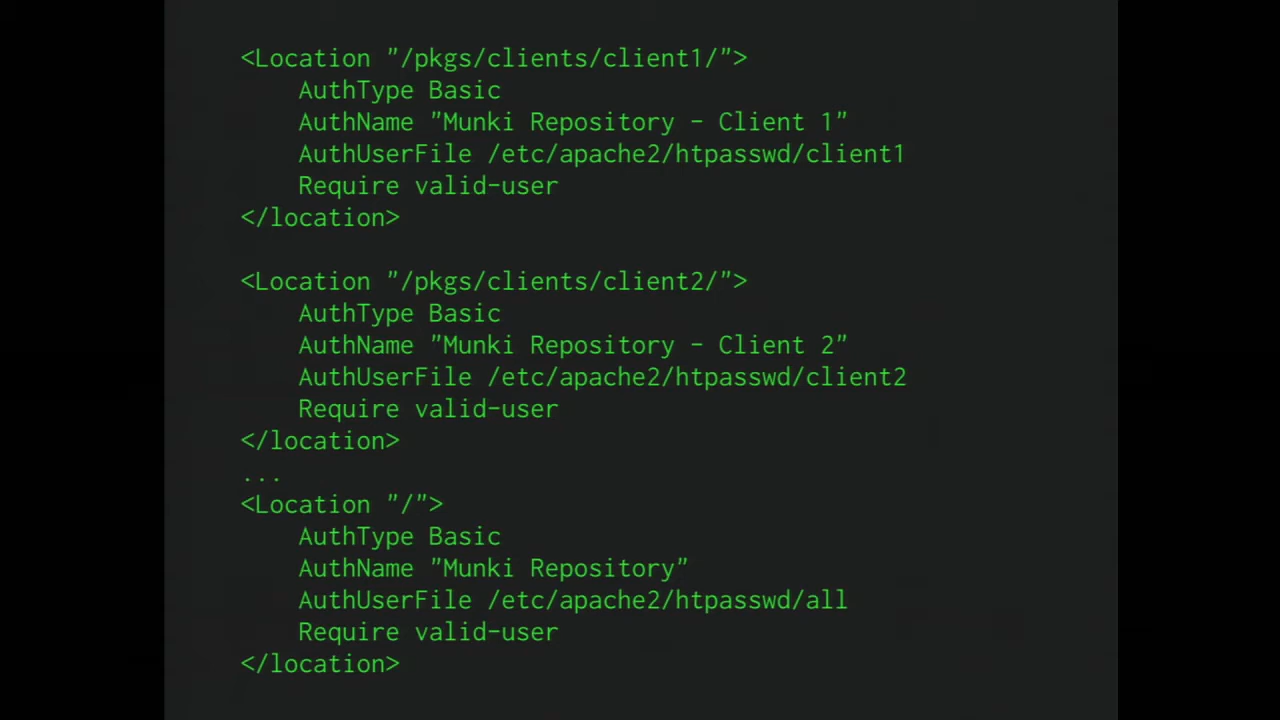 <Location "/pkgs/clients/client1/">
AuthType Basic
AuthName "Munki Repository - Client 1"
AuthUserFile /etc/apache2/htpasswd/client1
Require valid-user
</location>
<Location "/pkgs/clients/client2/">
AuthType Basic
AuthName "Munki Repository - Client 2"
AuthUserFile /etc/apache2/htpasswd/client2
Require valid-user
</location>
...
<Location "/">
AuthType Basic
AuthName "Munki Repository"
AuthUserFile /etc/apache2/htpasswd/all
Require valid-user
</location>